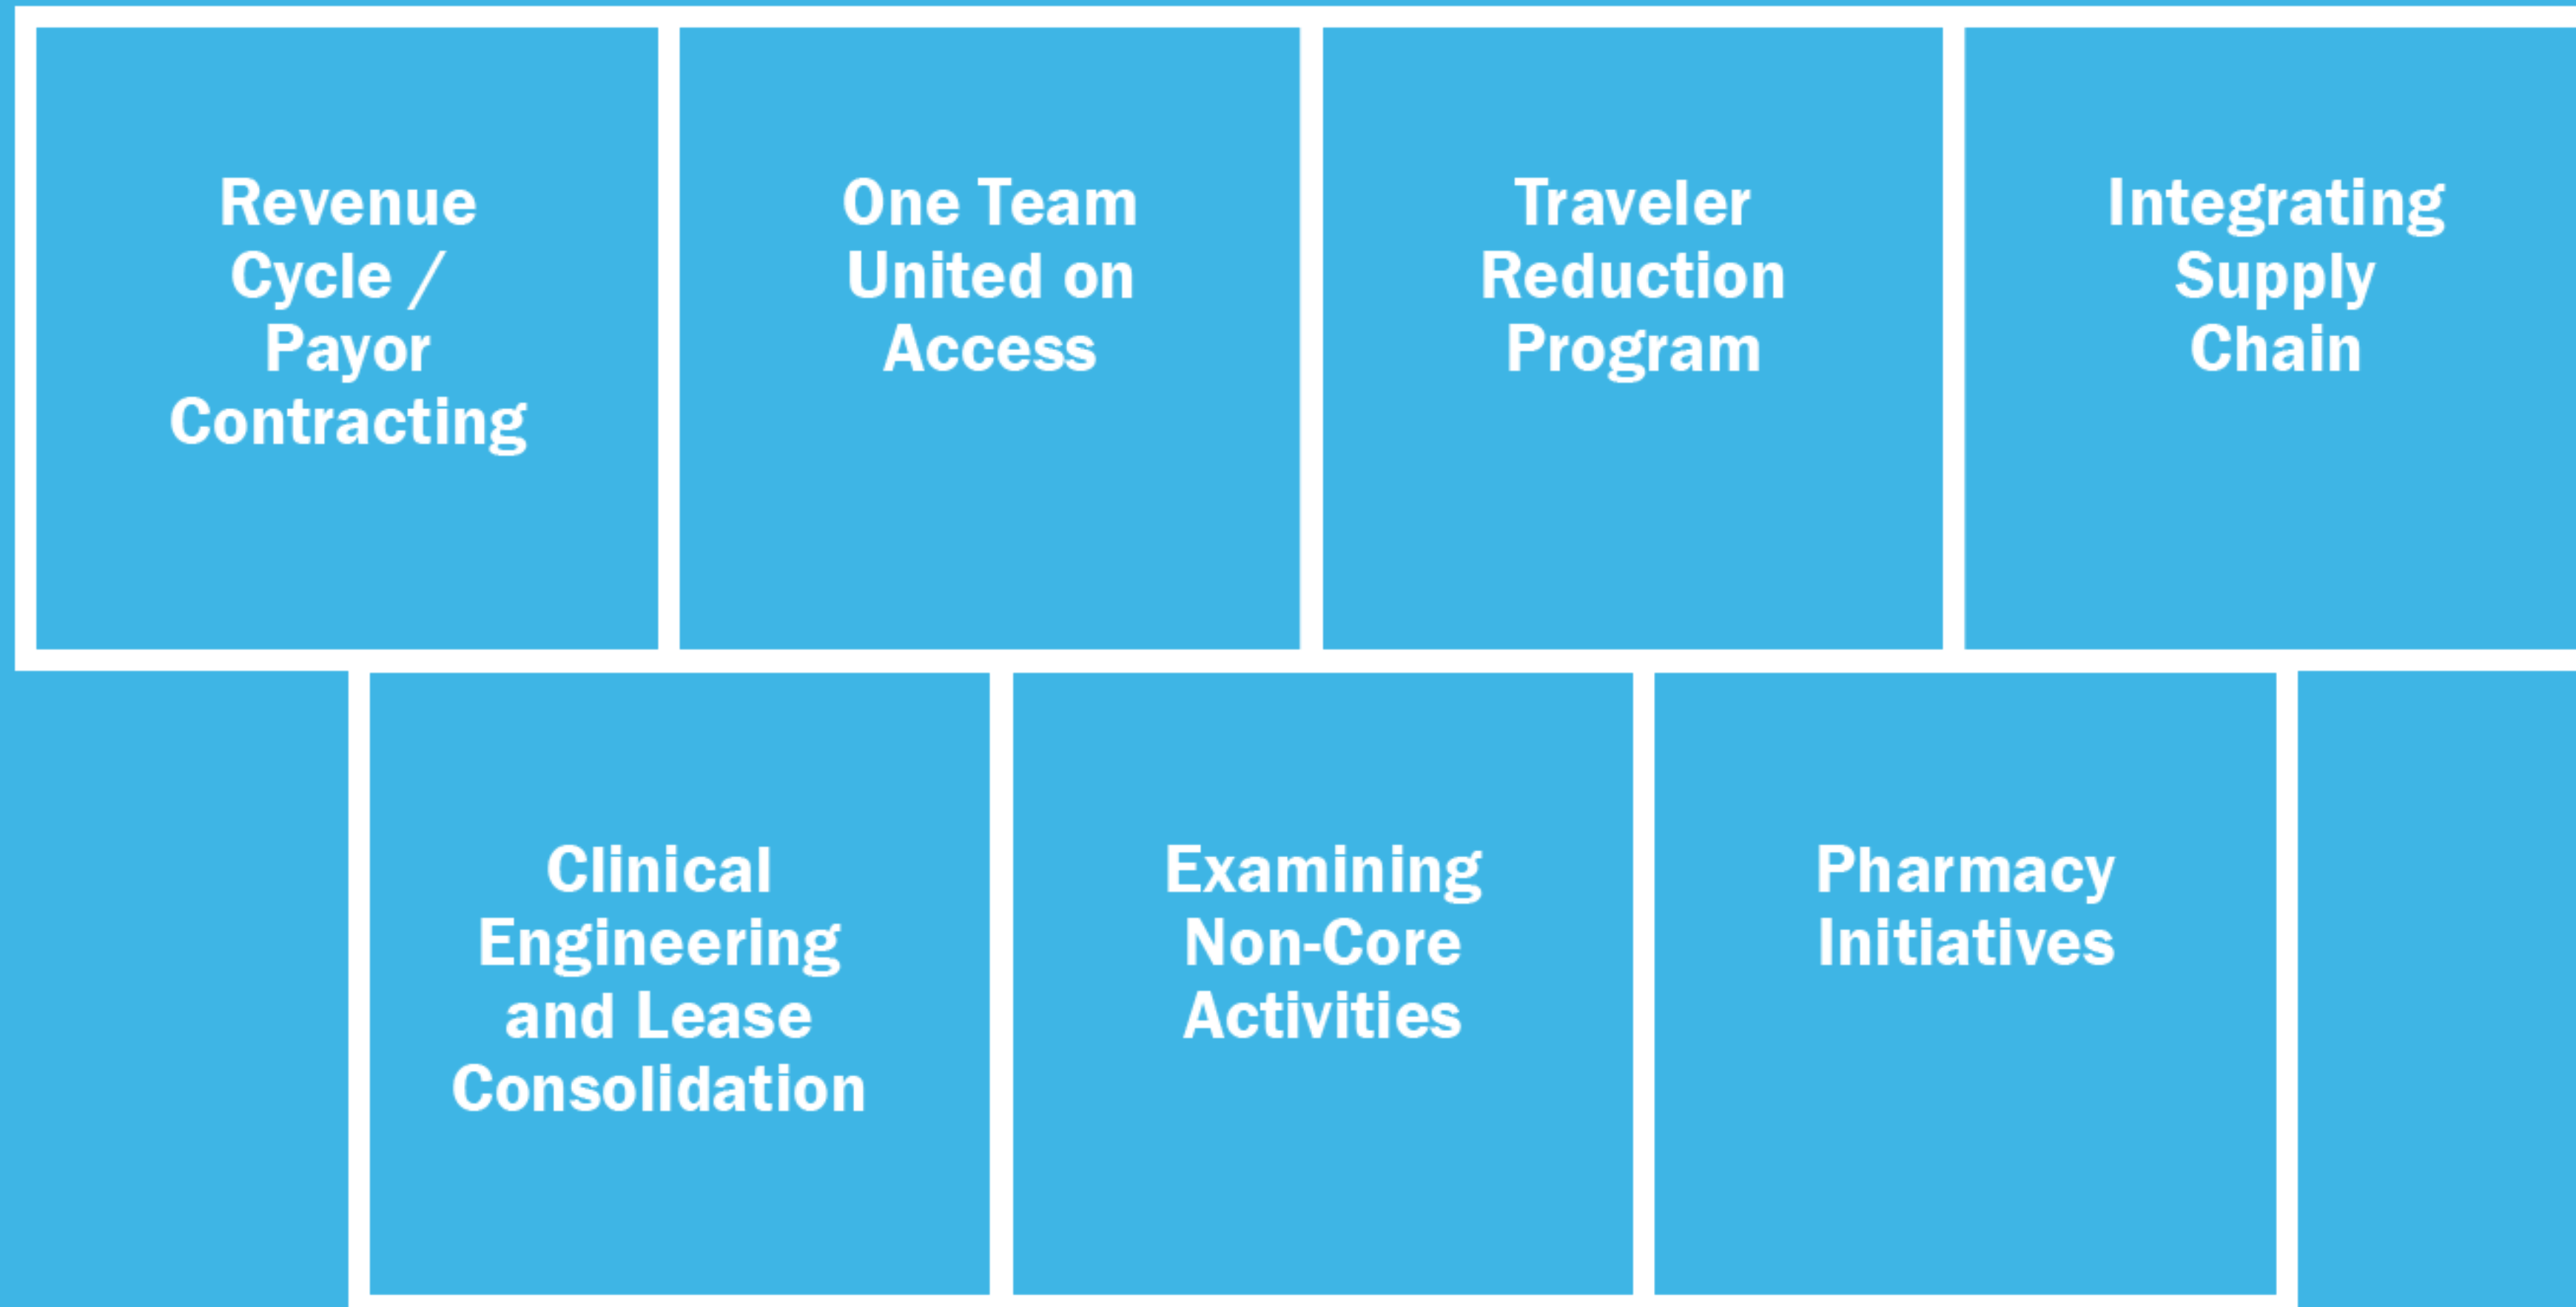 Revenue
Cycle /
Payor
Contracting
One Team
United on
Access
Traveler
Reduction
Program
Integrating
Supply
Chain
Clinical
Engineering
and Lease
Consolidation
Examining
Non-Core
Activities
Pharmacy
Initiatives